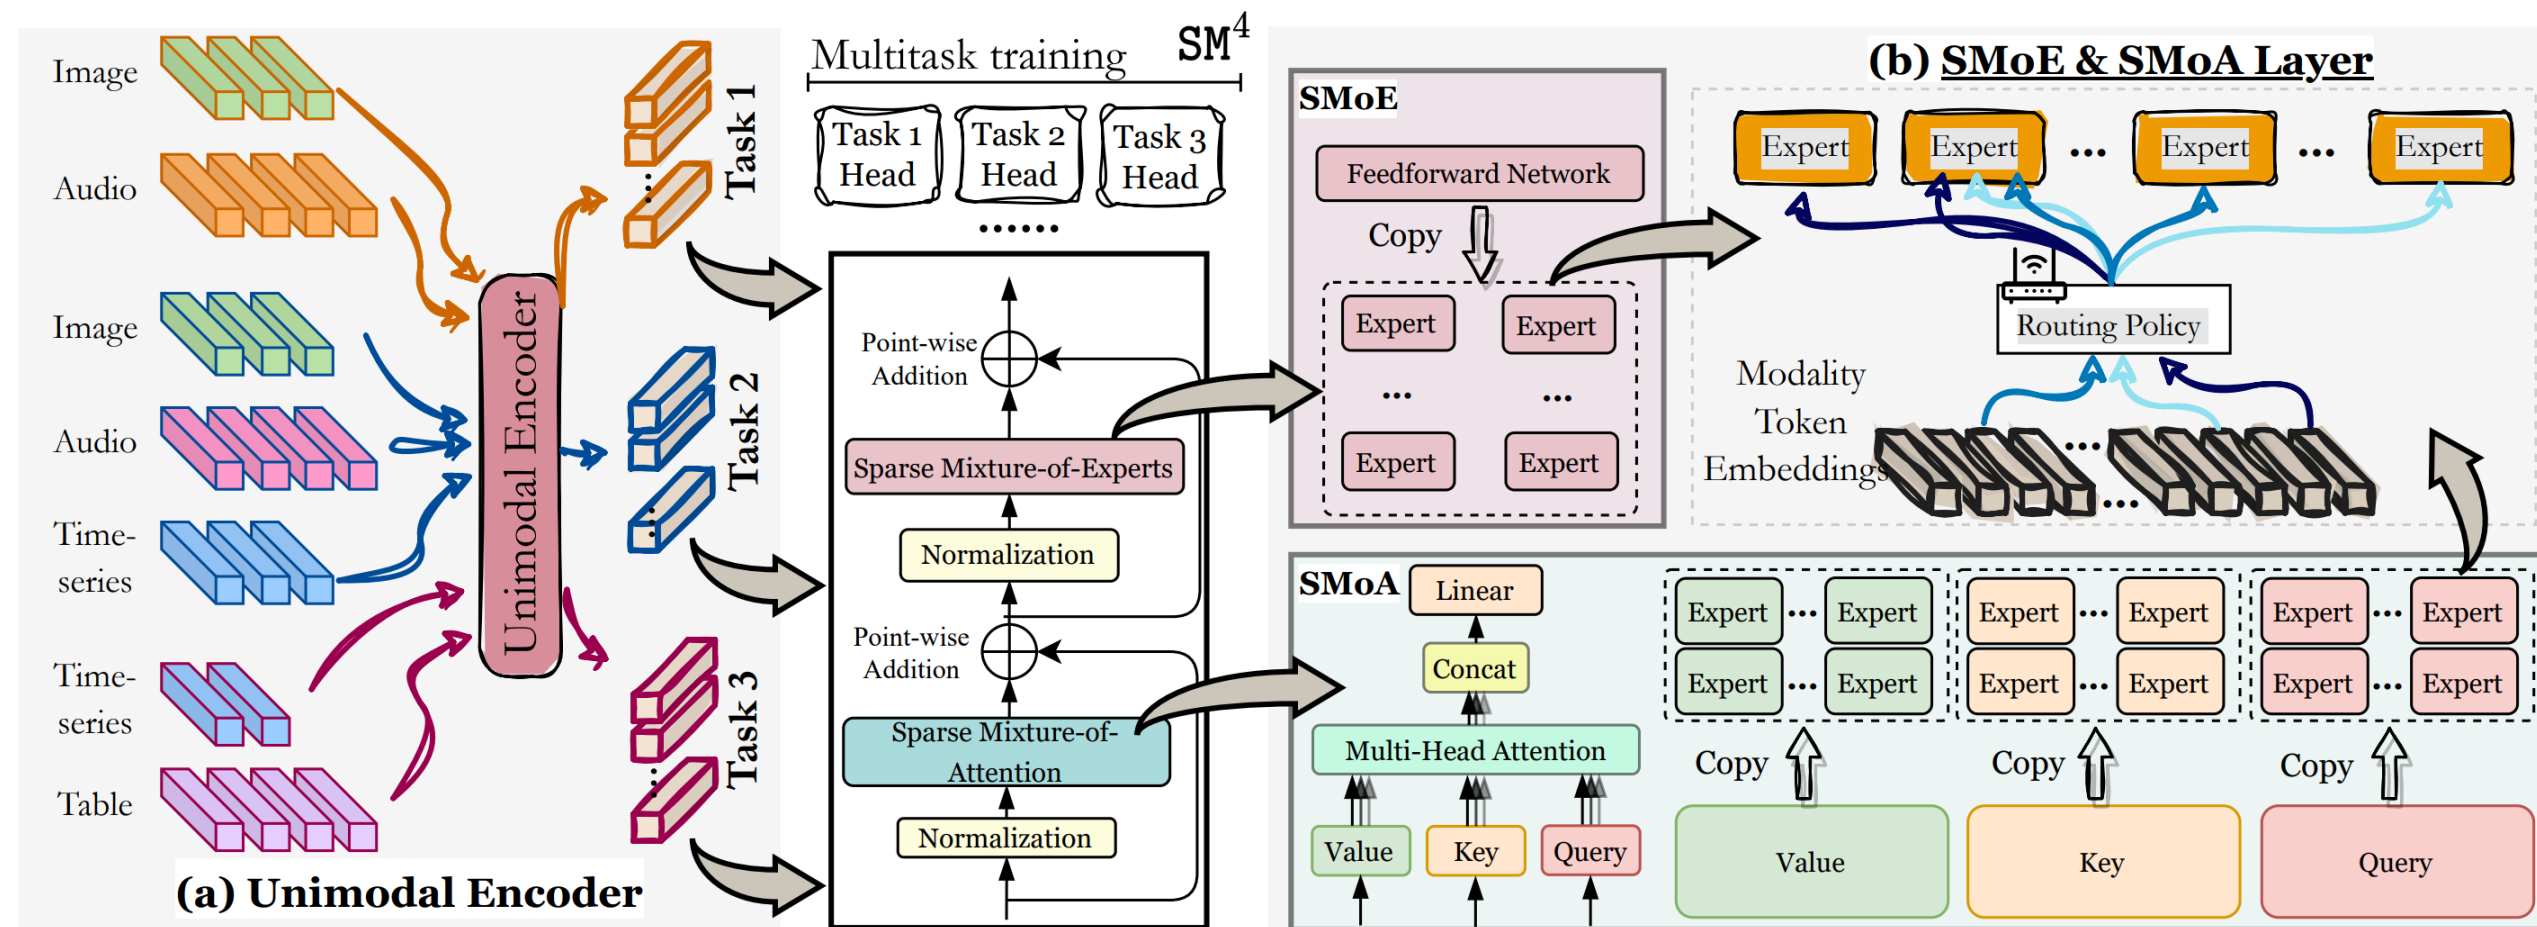 Image
Audio
Image
Audio
Time-
series
Time-
series
Table
Unimodal Encoder
Task 1
Task 2
Task 3
(a) Unimodal Encoder
Multitask training
SM4
Task 1
Head
Task 2
Head
Task 3
Head
......
Point-wise
Addition
Sparse Mixture-of-Experts
Normalization
Point-wise
Addition
Sparse Mixture-of-
Attention
Normalization
(b) SMoE & SMoA Layer
SMoE
Feedforward Network
Copy
Expert Expert
... ...
Expert Expert
Expert Expert ... Expert ... Expert
Routing Policy
Modality
Token
Embeddings
...
...
SMoA
Linear
Concat
Multi-Head Attention
Value Key Query
Expert ... Expert
Expert ... Expert
Copy
Value
Expert ... Expert
Expert ... Expert
Copy
Key
Expert ... Expert
Expert ... Expert
Copy
Query